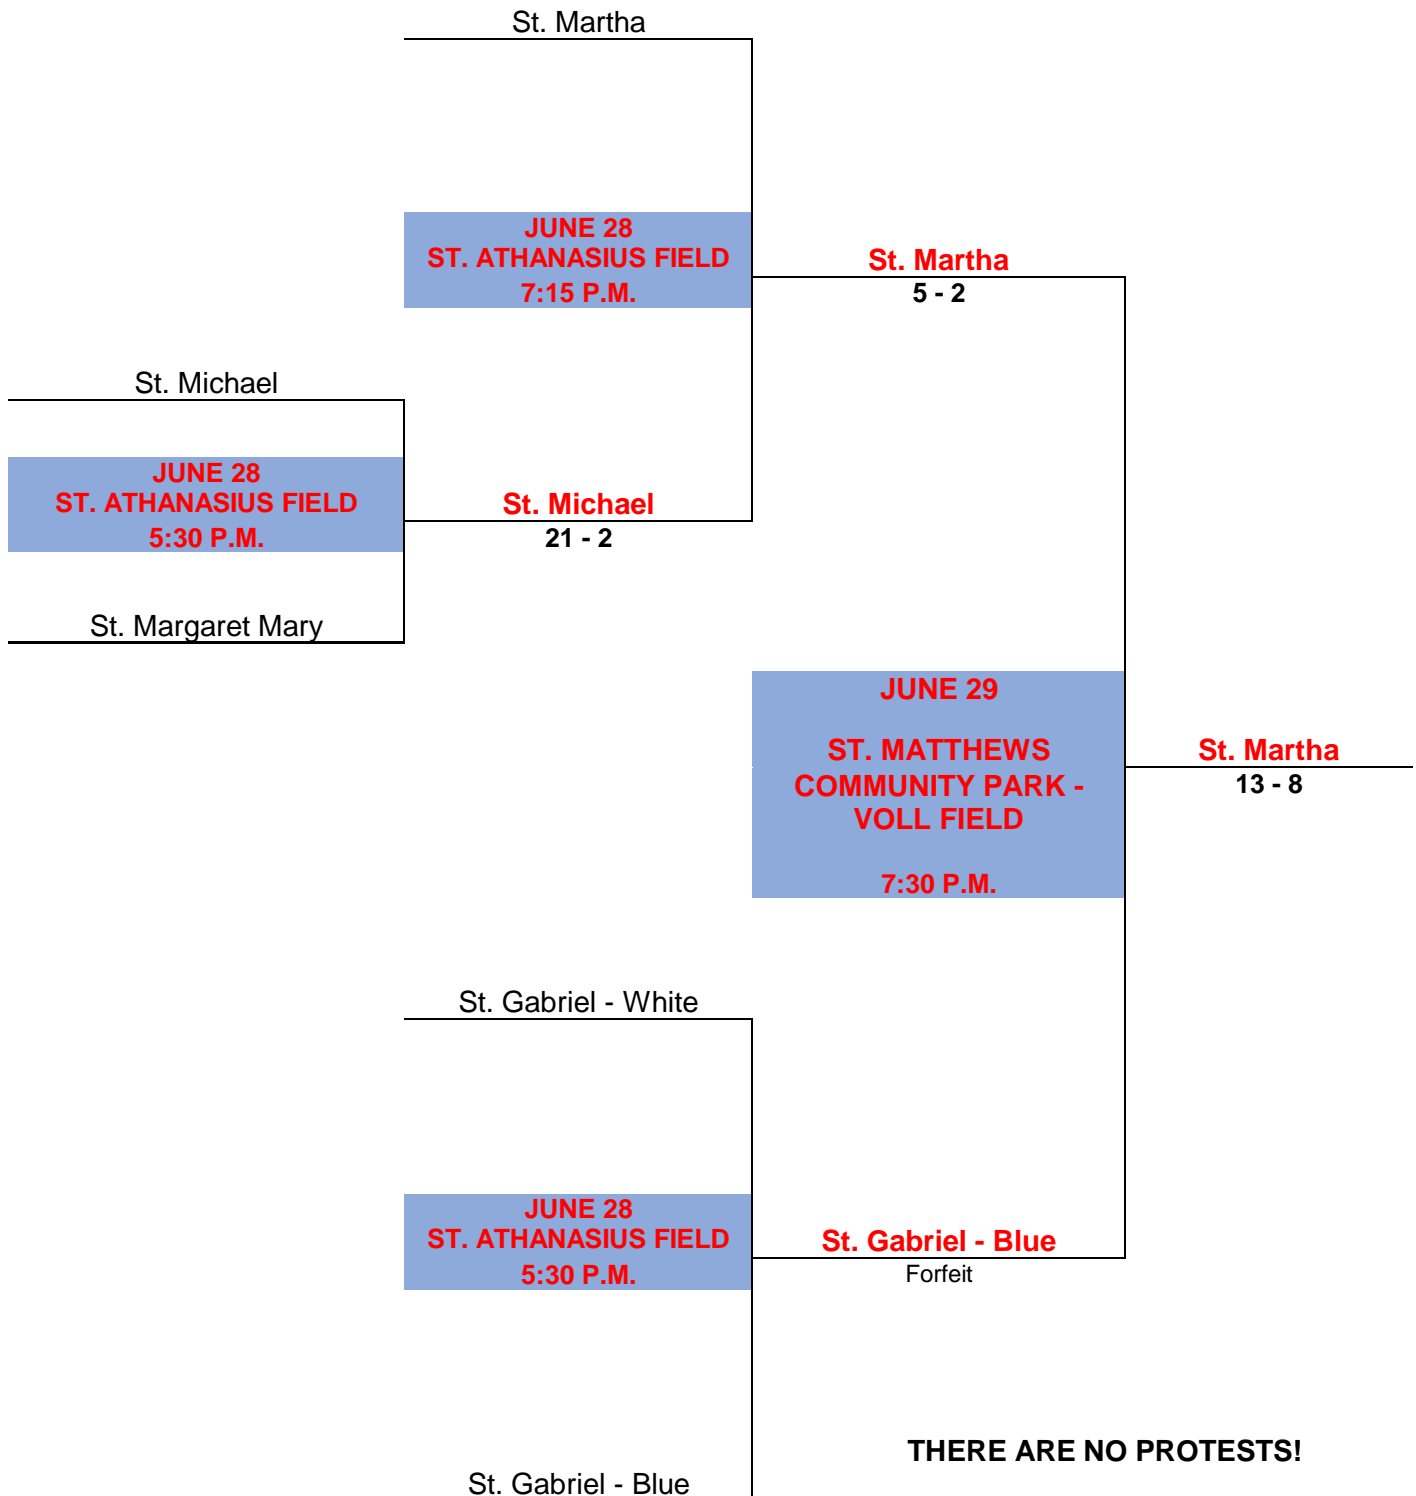 St. Martha
JUNE 28
ST. ATHANASIUS FIELD
7:15 P.M.
St. Martha
5 - 2
St. Michael
JUNE 28
ST. ATHANASIUS FIELD
5:30 P.M.
St. Michael
21 - 2
St. Margaret Mary
JUNE 29
ST. MATTHEWS
COMMUNITY PARK -
VOLL FIELD
7:30 P.M.
St. Martha
13 - 8
St. Gabriel - White
JUNE 28
ST. ATHANASIUS FIELD
5:30 P.M.
St. Gabriel - Blue
Forfeit
THERE ARE NO PROTESTS!
St. Gabriel - Blue